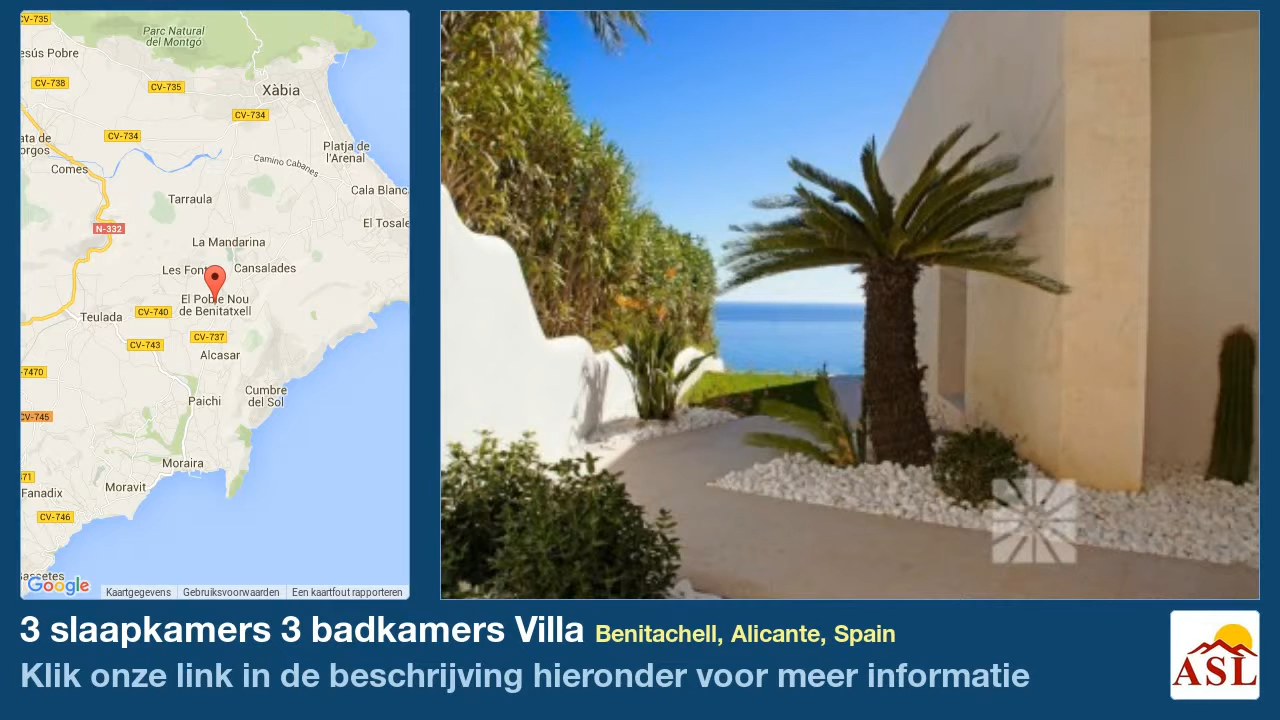 CV-735
Parc Natural
del Montgó
esús Pobre
CV-738
CV-735
Xàbia
CV-734
ata de
orgos
CV-734
Platja de
l'Arenal
Comes
Camino Cabanes
Cala Blanc
Tarraula
El Tosale
N-332
La Mandarina
Les Fon
Cansalades
El Poble Nou
de Benitatxell
CV-740
Teulada
CV-737
CV-743
Alcasar
-7470
Cumbre
del Sol
Paichi
CV-745
Moraira
71
Moravit
Fanadix
CV-746
Bassetes
Google
Kaartgegevens
Gebruiksvoorwaarden
Een kaartfout rapporteren
3 slaapkamers 3 badkamers Villa Benitachell, Alicante, Spain
Klik onze link in de beschrijving hieronder voor meer informatie
ASL